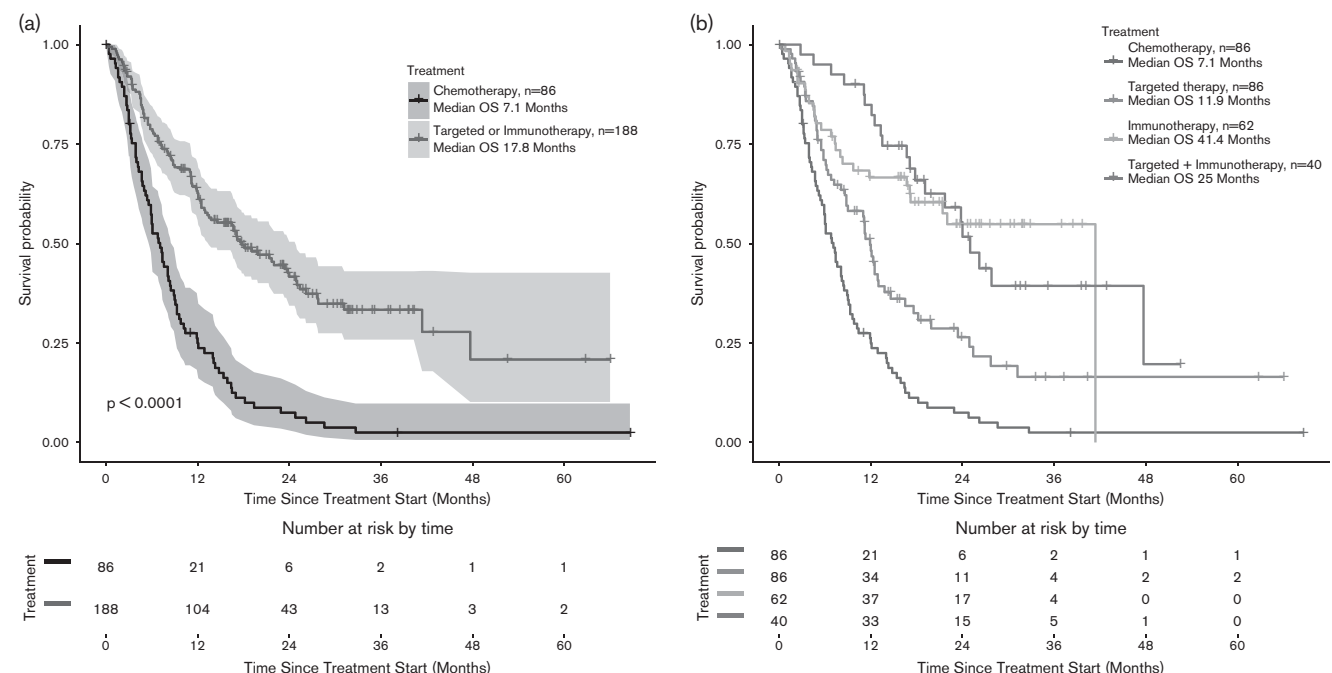 (a)
1.00
0.75
0.50
0.25
0.00
Survival probability
Treatment
Chemotherapy, n=86
Median OS 7.1 Months
Targeted or Immunotherapy, n=188
Median OS 17.8 Months
p < 0.0001
0 12 24 36 48 60
Time Since Treatment Start (Months)
Number at risk by time
Treatment
86 21 6 2 1 1
188 104 43 13 3 2
0 12 24 36 48 60
Time Since Treatment Start (Months)
(b)
1.00
0.75
0.50
0.25
0.00
Survival probability
Treatment
Chemotherapy, n=86
Median OS 7.1 Months
Targeted therapy, n=86
Median OS 11.9 Months
Immunotherapy, n=62
Median OS 41.4 Months
Targeted + Immunotherapy, n=40
Median OS 25 Months
0 12 24 36 48 60
Time Since Treatment Start (Months)
Number at risk by time
Treatment
86 21 6 2 1 1
86 34 11 4 2 2
62 37 17 4 0 0
40 33 15 5 1 0
0 12 24 36 48 60
Time Since Treatment Start (Months)